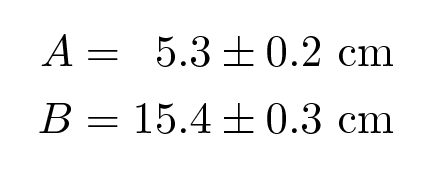 A = 5.3 ± 0.2 cm
B = 15.4 ± 0.3 cm